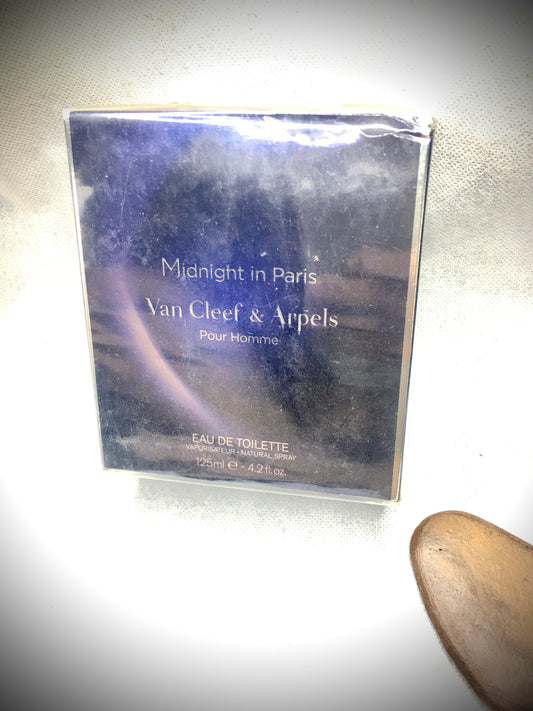 Midnight in Paris
Van Cleef & Arpels
Pour Homme
EAU DE TOILETTE
VAPORISATEUR - NATURAL SPRAY
125ml ℮ - 4.2 fl.oz.